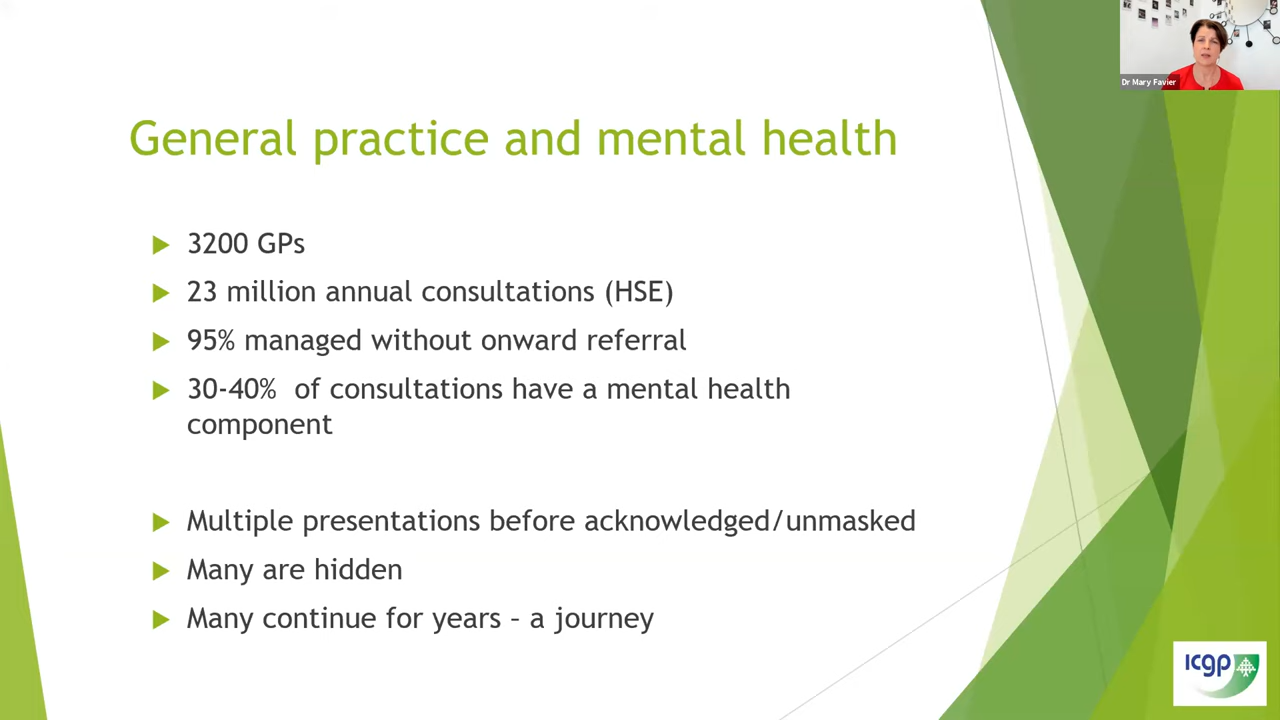 Dr Mary Favier
General practice and mental health
3200 GPs
23 million annual consultations (HSE)
95% managed without onward referral
30-40%  of consultations have a mental health
component
Multiple presentations before acknowledged/unmasked
Many are hidden
Many continue for years – a journey
icgp